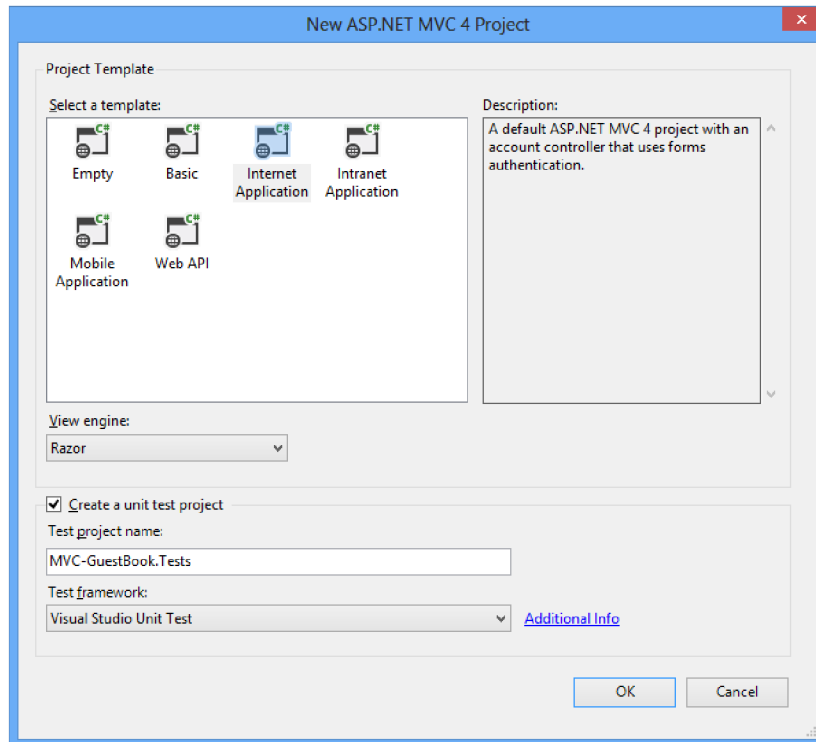 New ASP.NET MVC 4 Project
x
Project Template
Select a template:
Description:
C# C# C# C#
Empty Basic Internet Application Intranet Application
C# C#
Mobile Application Web API
A default ASP.NET MVC 4 project with an
account controller that uses forms
authentication.
View engine:
Razor
Create a unit test project
Test project name:
MVC-GuestBook.Tests
Test framework:
Visual Studio Unit Test
Additional Info
OK Cancel